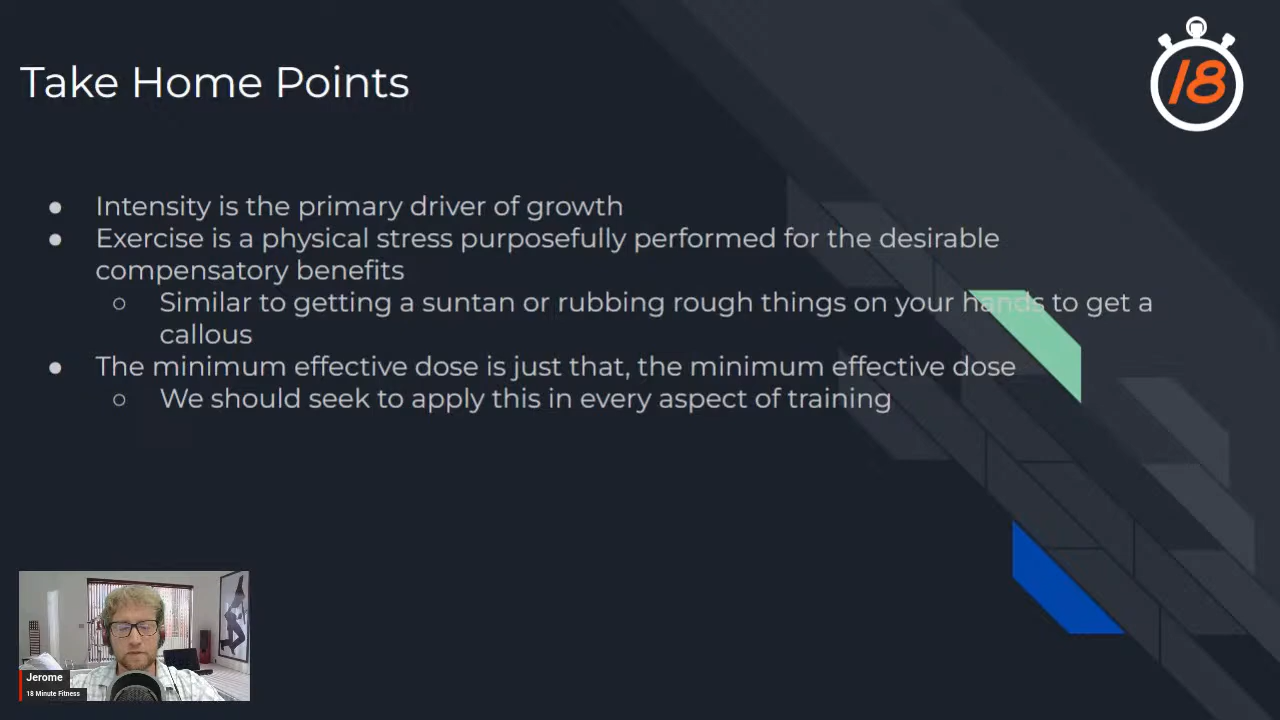 Take Home Points
18
● Intensity is the primary driver of growth
● Exercise is a physical stress purposefully performed for the desirable
compensatory benefits
○ Similar to getting a suntan or rubbing rough things on your hands to get a
callous
● The minimum effective dose is just that, the minimum effective dose
○ We should seek to apply this in every aspect of training
Jerome
18 Minute Fitness